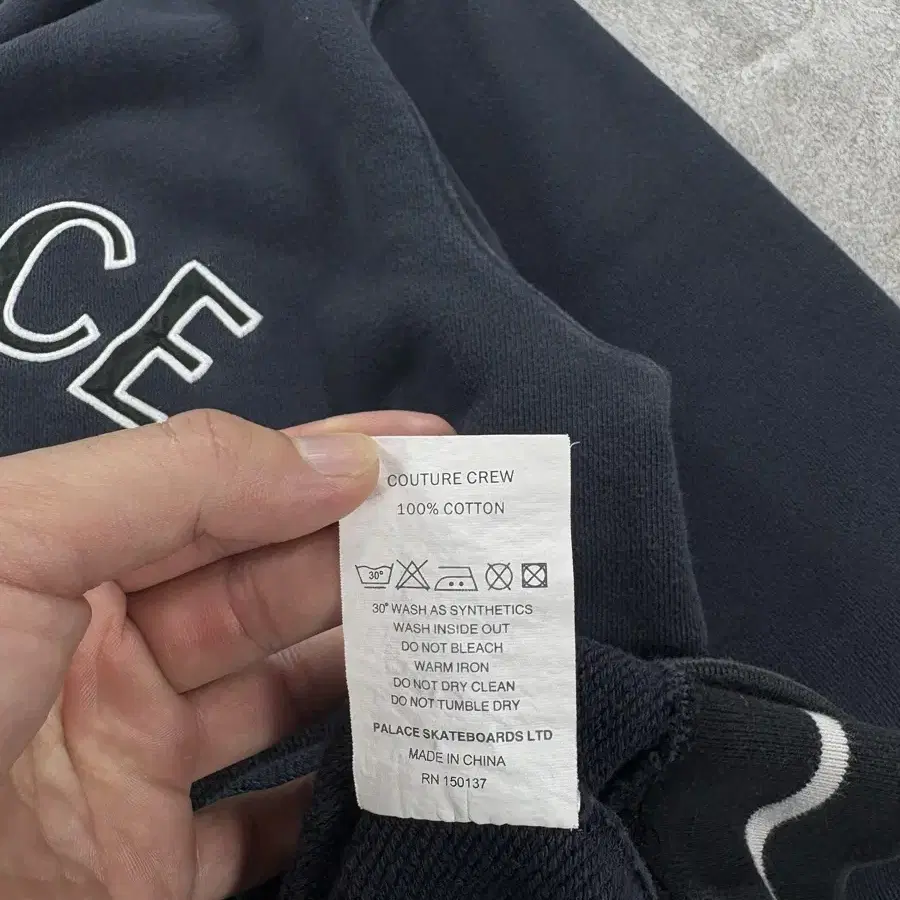 CE
COUTURE CREW
100% COTTON
30°
30° WASH AS SYNTHETICS
WASH INSIDE OUT
DO NOT BLEACH
WARM IRON
DO NOT DRY CLEAN
DO NOT TUMBLE DRY
PALACE SKATEBOARDS LTD
MADE IN CHINA
RN 150137